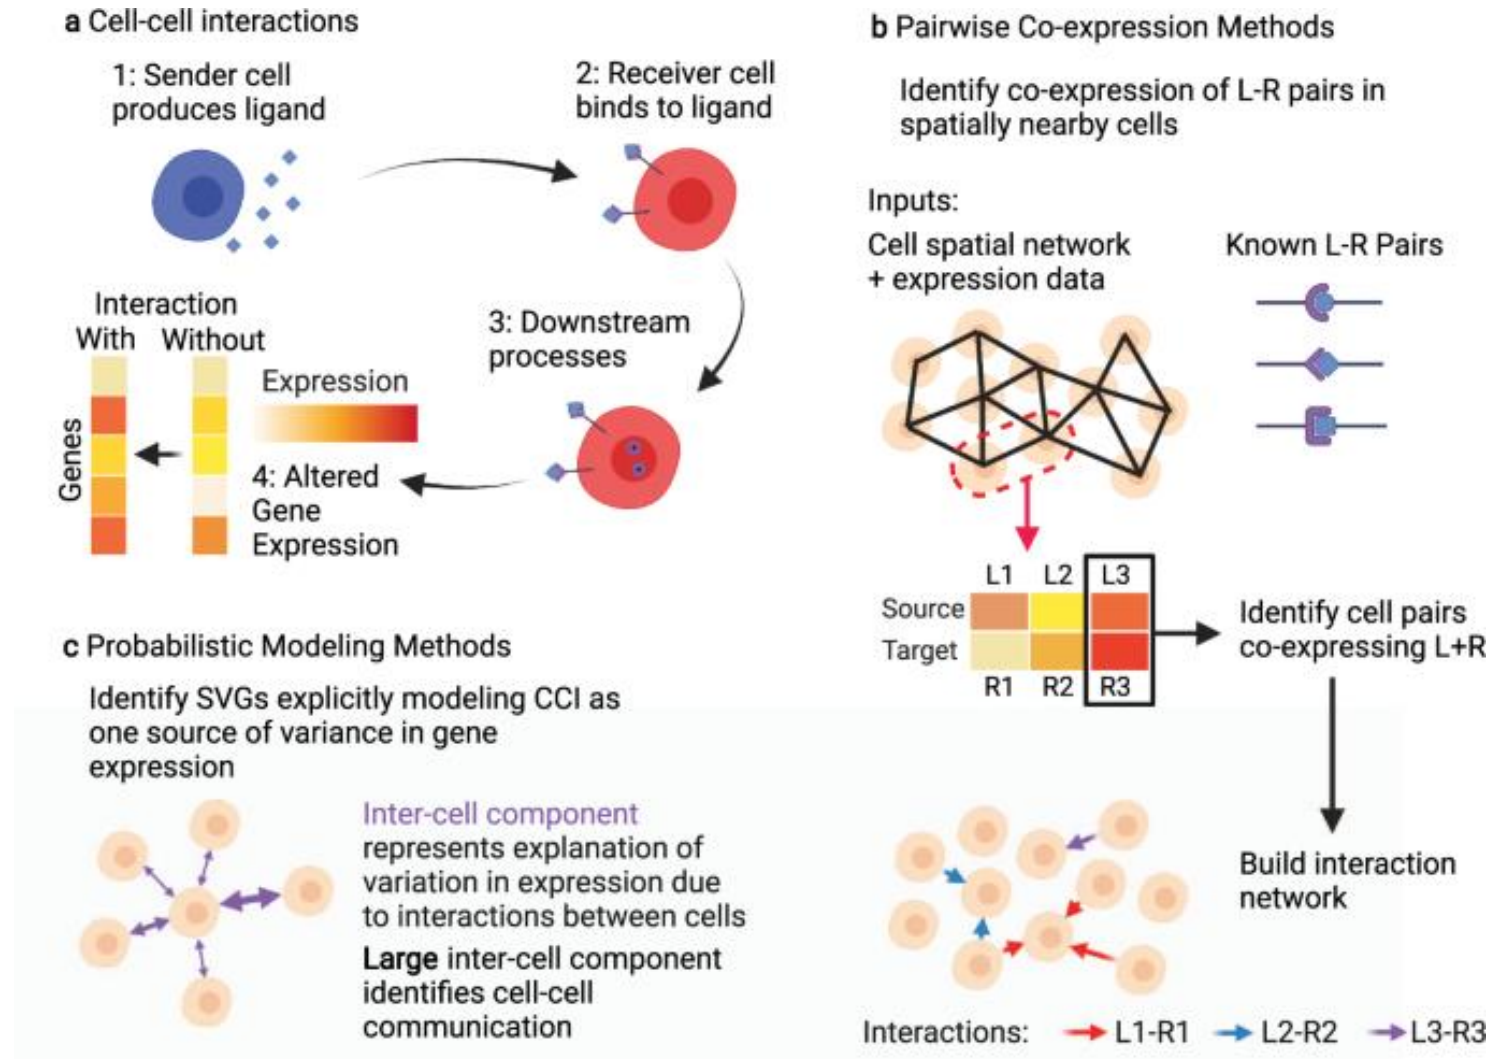 a Cell-cell interactions
1: Sender cell
produces ligand
2: Receiver cell
binds to ligand
3: Downstream
processes
Interaction
With Without
Genes
Expression
4: Altered
Gene
Expression
b Pairwise Co-expression Methods
Identify co-expression of L-R pairs in
spatially nearby cells
Inputs:
Cell spatial network
+ expression data
Known L-R Pairs
L1 L2 L3
Source
Target
R1 R2 R3
Identify cell pairs
co-expressing L+R
Build interaction
network
Interactions: L1-R1 L2-R2 L3-R3
c Probabilistic Modeling Methods
Identify SVGs explicitly modeling CCI as
one source of variance in gene
expression
Inter-cell component
represents explanation of
variation in expression due
to interactions between cells
Large inter-cell component
identifies cell-cell
communication